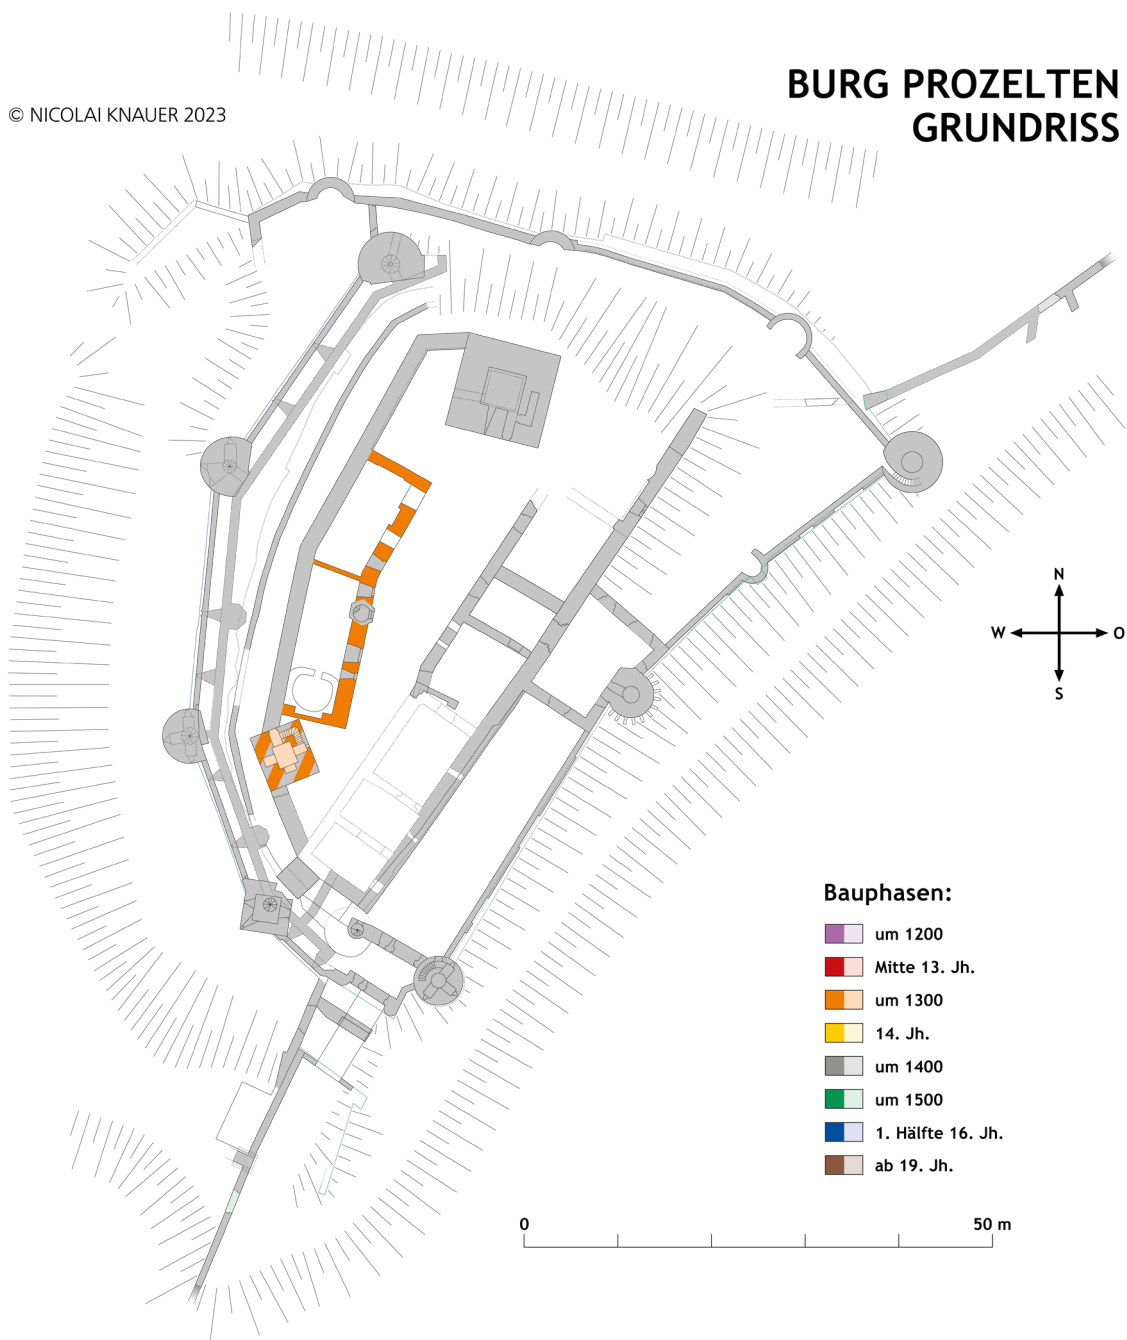 BURG PROZELTEN
GRUNDRISS
© NICOLAI KNAUER 2023
N
W
O
S
Bauphasen:
um 1200
Mitte 13. Jh.
um 1300
14. Jh.
um 1400
um 1500
1. Hälfte 16. Jh.
ab 19. Jh.
0
50 m